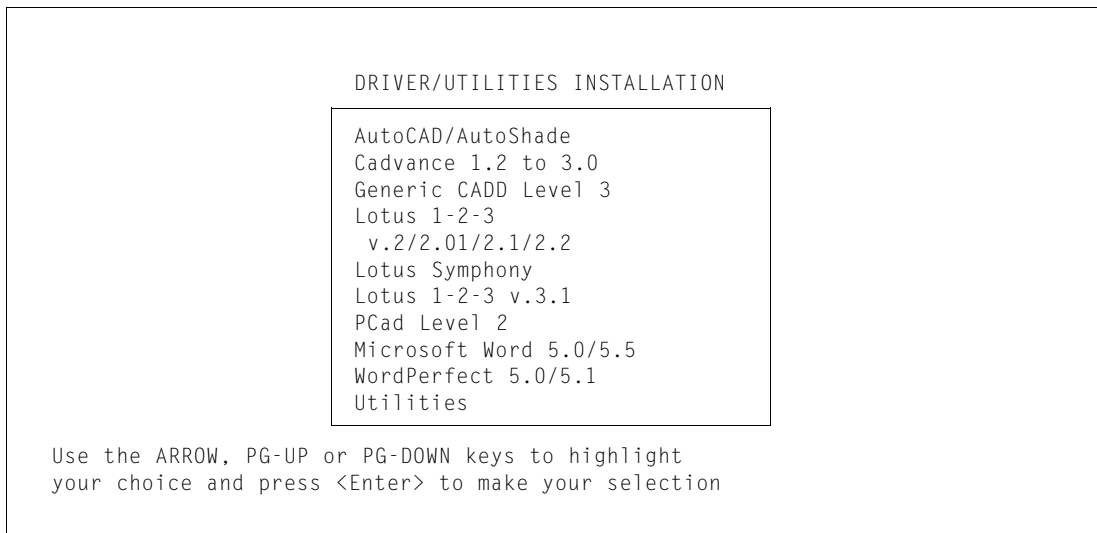 DRIVER/UTILITIES INSTALLATION
AutoCAD/AutoShade
Cadvance 1.2 to 3.0
Generic CADD Level 3
Lotus 1-2-3
v.2/2.01/2.1/2.2
Lotus Symphony
Lotus 1-2-3 v.3.1
PCad Level 2
Microsoft Word 5.0/5.5
WordPerfect 5.0/5.1
Utilities
Use the ARROW, PG-UP or PG-DOWN keys to highlight
your choice and press <Enter> to make your selection